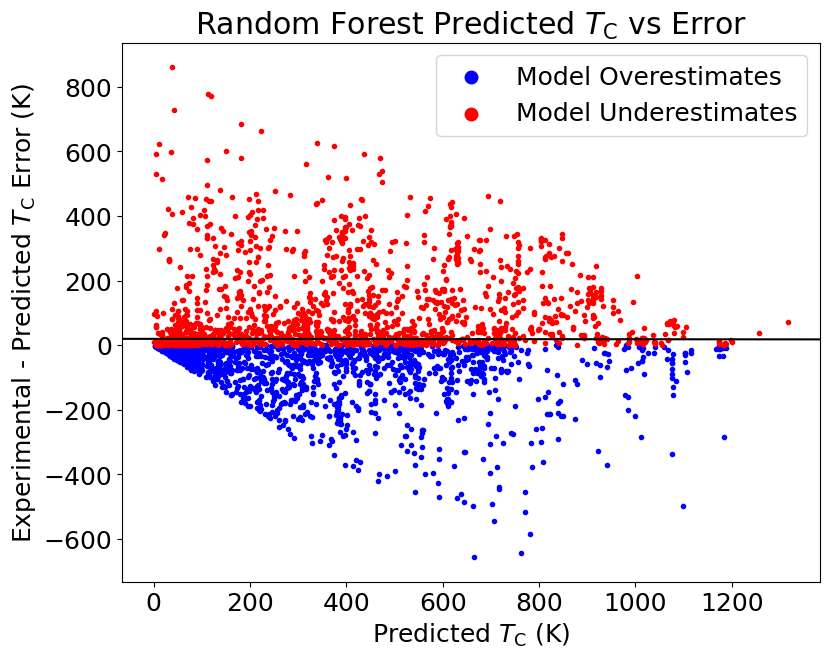 Random Forest Predicted T_C vs Error
Model Overestimates
Model Underestimates
Experimental - Predicted T_C Error (K)
800
600
400
200
0
−200
−400
−600
0 200 400 600 800 1000 1200
Predicted T_C (K)